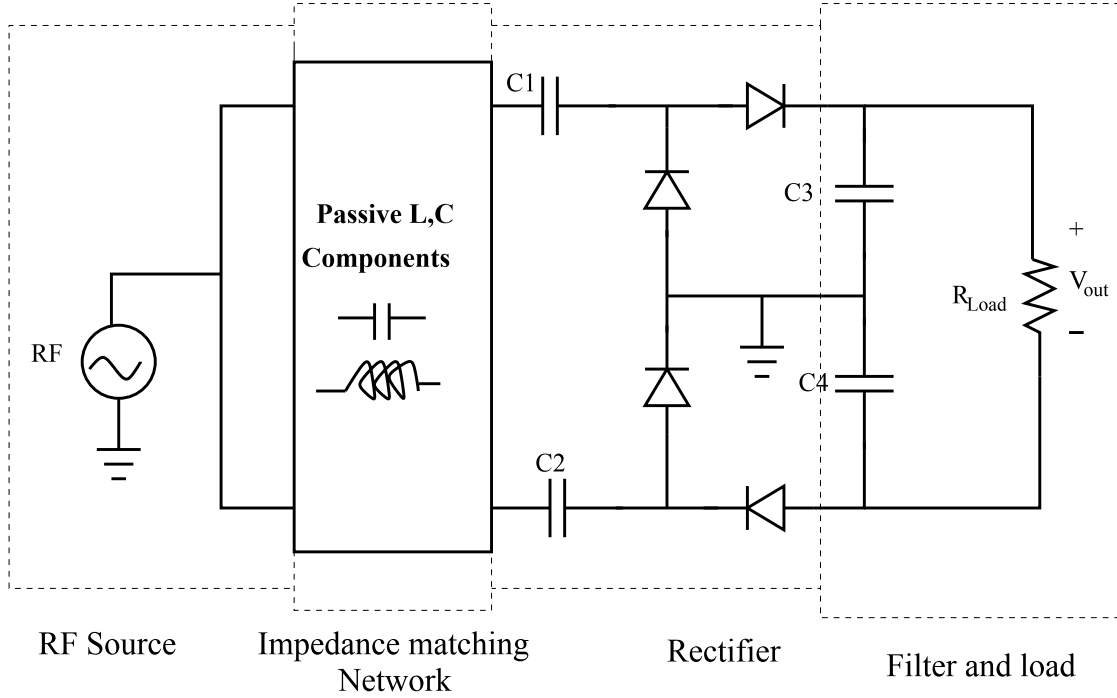 C1
Passive L,C
Components
C3
+
R_Load
V_out
−
RF
C4
C2
RF Source
Impedance matching
Network
Rectifier
Filter and load